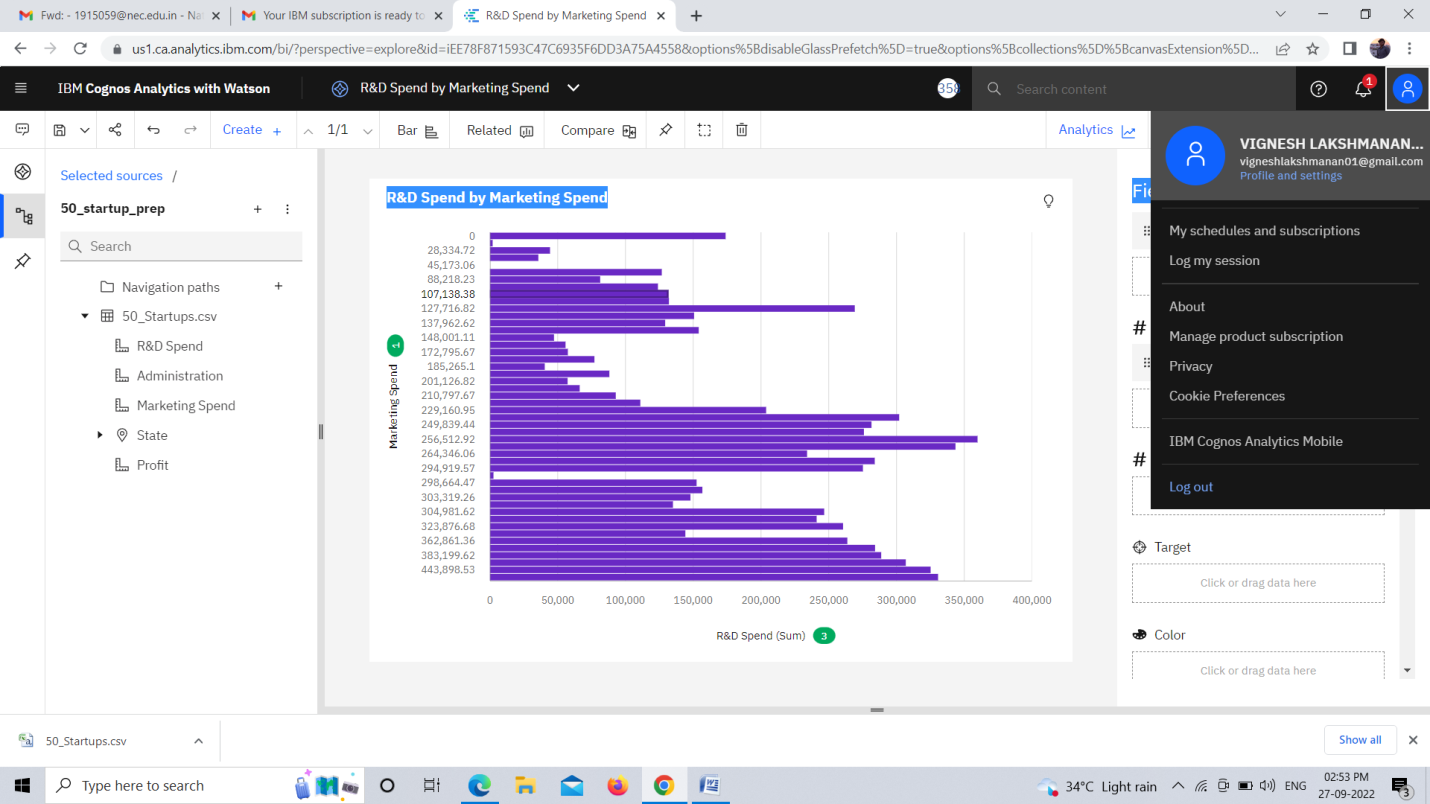 Fwd: - 1915059@nec.edu.in - Na
Your IBM subscription is ready to
R&D Spend by Marketing Spend
us1.ca.analytics.ibm.com/bi/?perspective=explore&id=iEE78F871593C47C6935F6DD3A75A4558&options%5BdisableGlassPrefetch%5D=true&options%5Bcollections%5D%5BcanvasExtension%5D...
IBM Cognos Analytics with Watson
R&D Spend by Marketing Spend
358
Search content
1
Create
1/1
Bar
Related
Compare
Analytics
VIGNESH LAKSHMANAN...
vigneshlakshmanan01@gmail.com
Profile and settings
My schedules and subscriptions
Log my session
About
Manage product subscription
Privacy
Cookie Preferences
IBM Cognos Analytics Mobile
Log out
Selected sources /
50_startup_prep
Search
Navigation paths
50_Startups.csv
R&D Spend
Administration
Marketing Spend
State
Profit
R&D Spend by Marketing Spend
Marketing Spend
1
0
28,334.72
45,173.06
88,218.23
107,138.38
127,716.82
137,962.62
148,001.11
172,795.67
185,265.1
201,126.82
210,797.67
229,160.95
249,839.44
256,512.92
264,346.06
294,919.57
298,664.47
303,319.26
304,981.62
323,876.68
362,861.36
383,199.62
443,898.53
0 50,000 100,000 150,000 200,000 250,000 300,000 350,000 400,000
R&D Spend (Sum) 3
Fie
#
#
Target
Click or drag data here
Color
Click or drag data here
50_Startups.csv
Show all
Type here to search
34°C Light rain
ENG
02:53 PM
27-09-2022
3